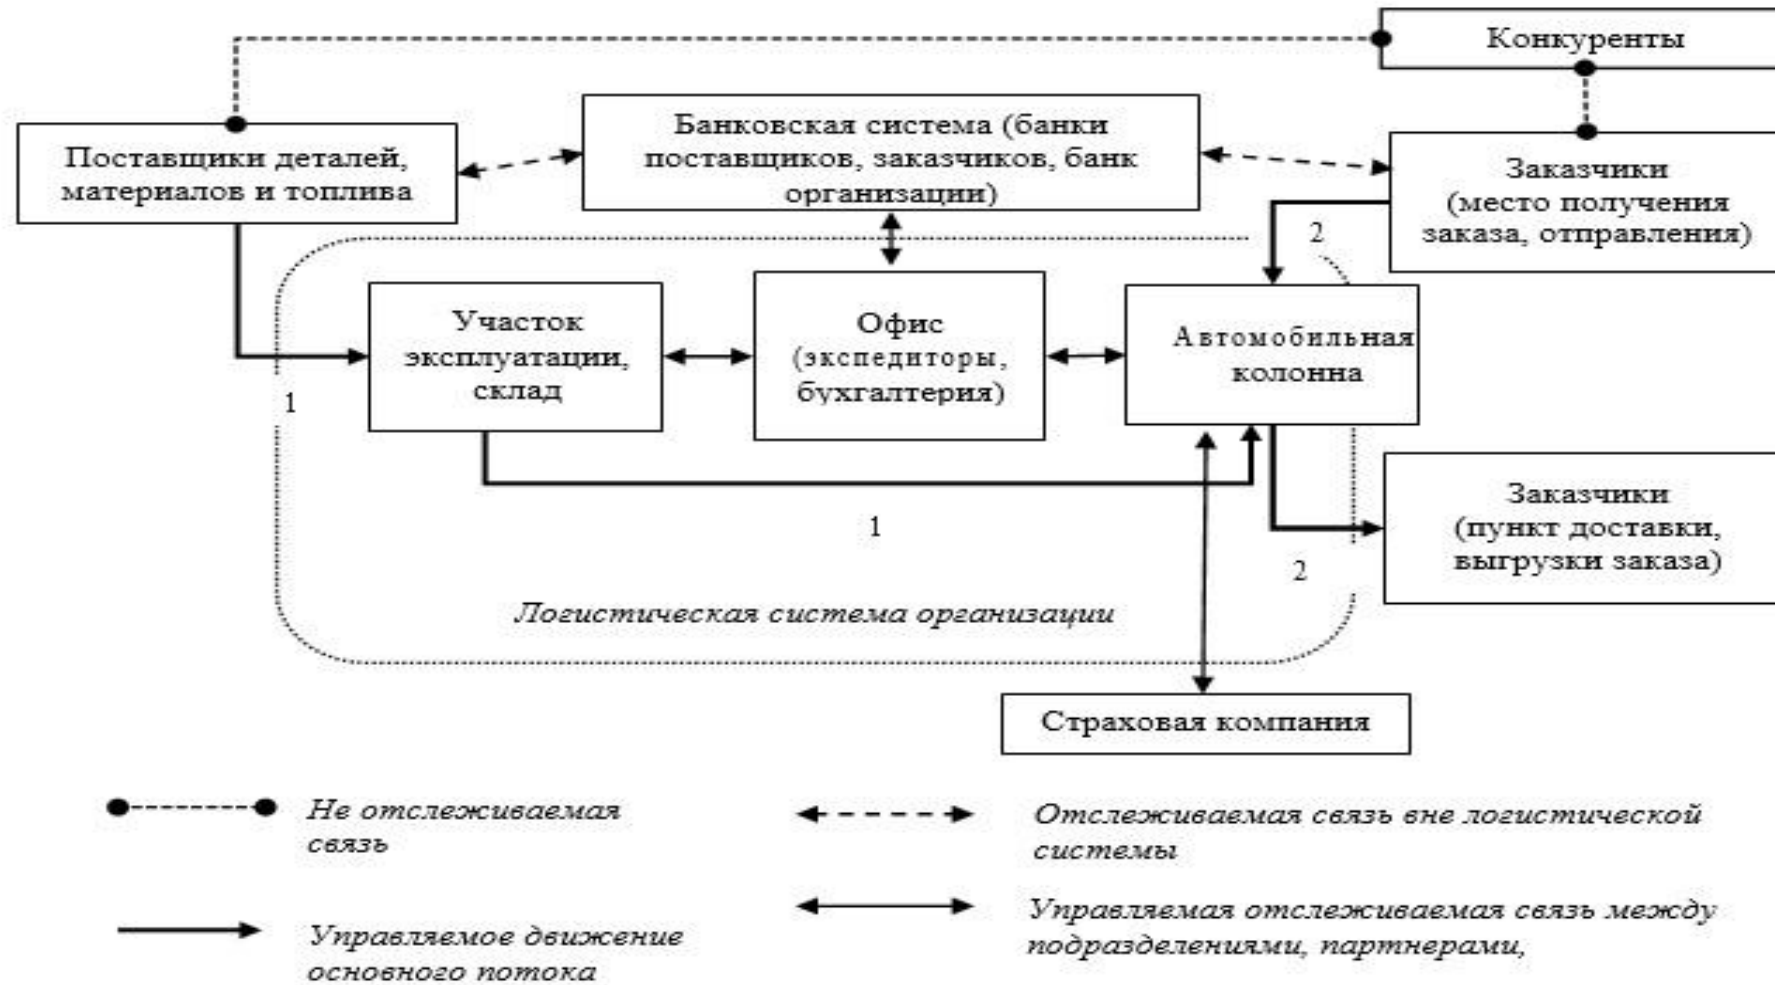 Конкуренты
Поставщики деталей,
материалов и топлива
Банковская система (банки
поставщиков, заказчиков, банк
организации)
Заказчики
(место получения
заказа, отправления)
2
Участок
эксплуатации,
склад
Офис
(экспедиторы,
бухгалтерия)
Автомобильная
колонна
1
1
Заказчики
(пункт доставки,
выгрузки заказа)
2
Логистическая система организации
Страховая компания
Не отслеживаемая
связь
Отслеживаемая связь вне логистической
системы
Управляемое движение
основного потока
Управляемая отслеживаемая связь между
подразделениями, партнерами,